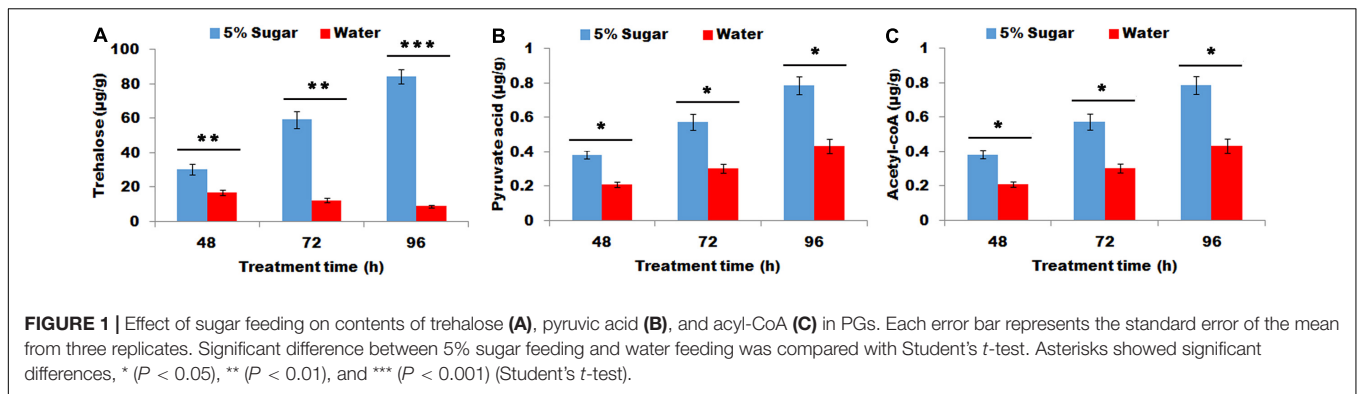 A
5% Sugar
Water
Trehalose (µg/g)
100
80
60
40
20
0
**
**
***
48
72
96
Treatment time (h)
B
5% Sugar
Water
Pyruvate acid (µg/g)
1
0.8
0.6
0.4
0.2
0
*
*
*
48
72
96
Treatment time (h)
C
5% Sugar
Water
Acetyl-coA (µg/g)
1
0.8
0.6
0.4
0.2
0
*
*
*
48
72
96
Treatment time (h)
FIGURE 1 | Effect of sugar feeding on contents of trehalose (A), pyruvic acid (B), and acyl-CoA (C) in PGs. Each error bar represents the standard error of the mean
from three replicates. Significant difference between 5% sugar feeding and water feeding was compared with Student's t-test. Asterisks showed significant
differences, * (P < 0.05), ** (P < 0.01), and *** (P < 0.001) (Student's t-test).